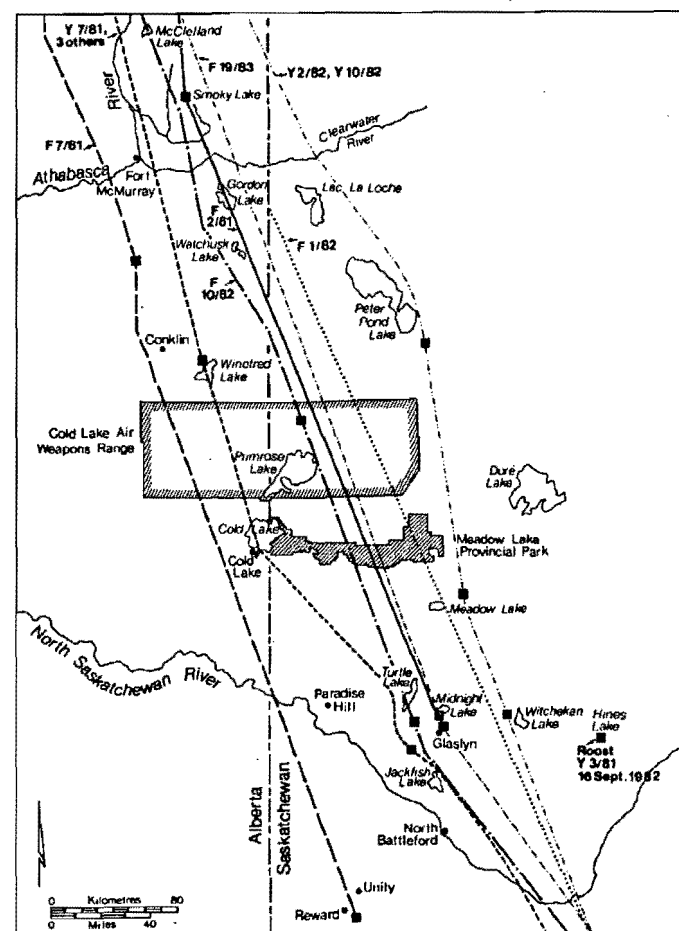 Y 7/81,
3 others
McClelland
Lake
F 19/83
Y 2/82, Y 10/82
River
Smoky Lake
F 7/81
Clearwater
River
Athabasca
Fort
McMurray
Gordon
Lake
Lac La Loche
F
2/81
F 1/82
Watchusk
Lake
F
10/82
Peter
Pond
Lake
Conklin
Winefred
Lake
Cold Lake Air
Weapons Range
Primrose
Lake
Doré
Lake
Cold Lake
Cold
Lake
Meadow Lake
Provincial Park
Meadow Lake
North Saskatchewan River
Turtle
Lake
Paradise
Hill
Midnight
Lake
Witchekan
Lake
Hines
Lake
Glaslyn
Roost
Y 3/81
16 Sept. 1982
Jackfish
Lake
Alberta
Saskatchewan
North
Battleford
Unity
Reward
0 Kilometres 80
0 Miles 40